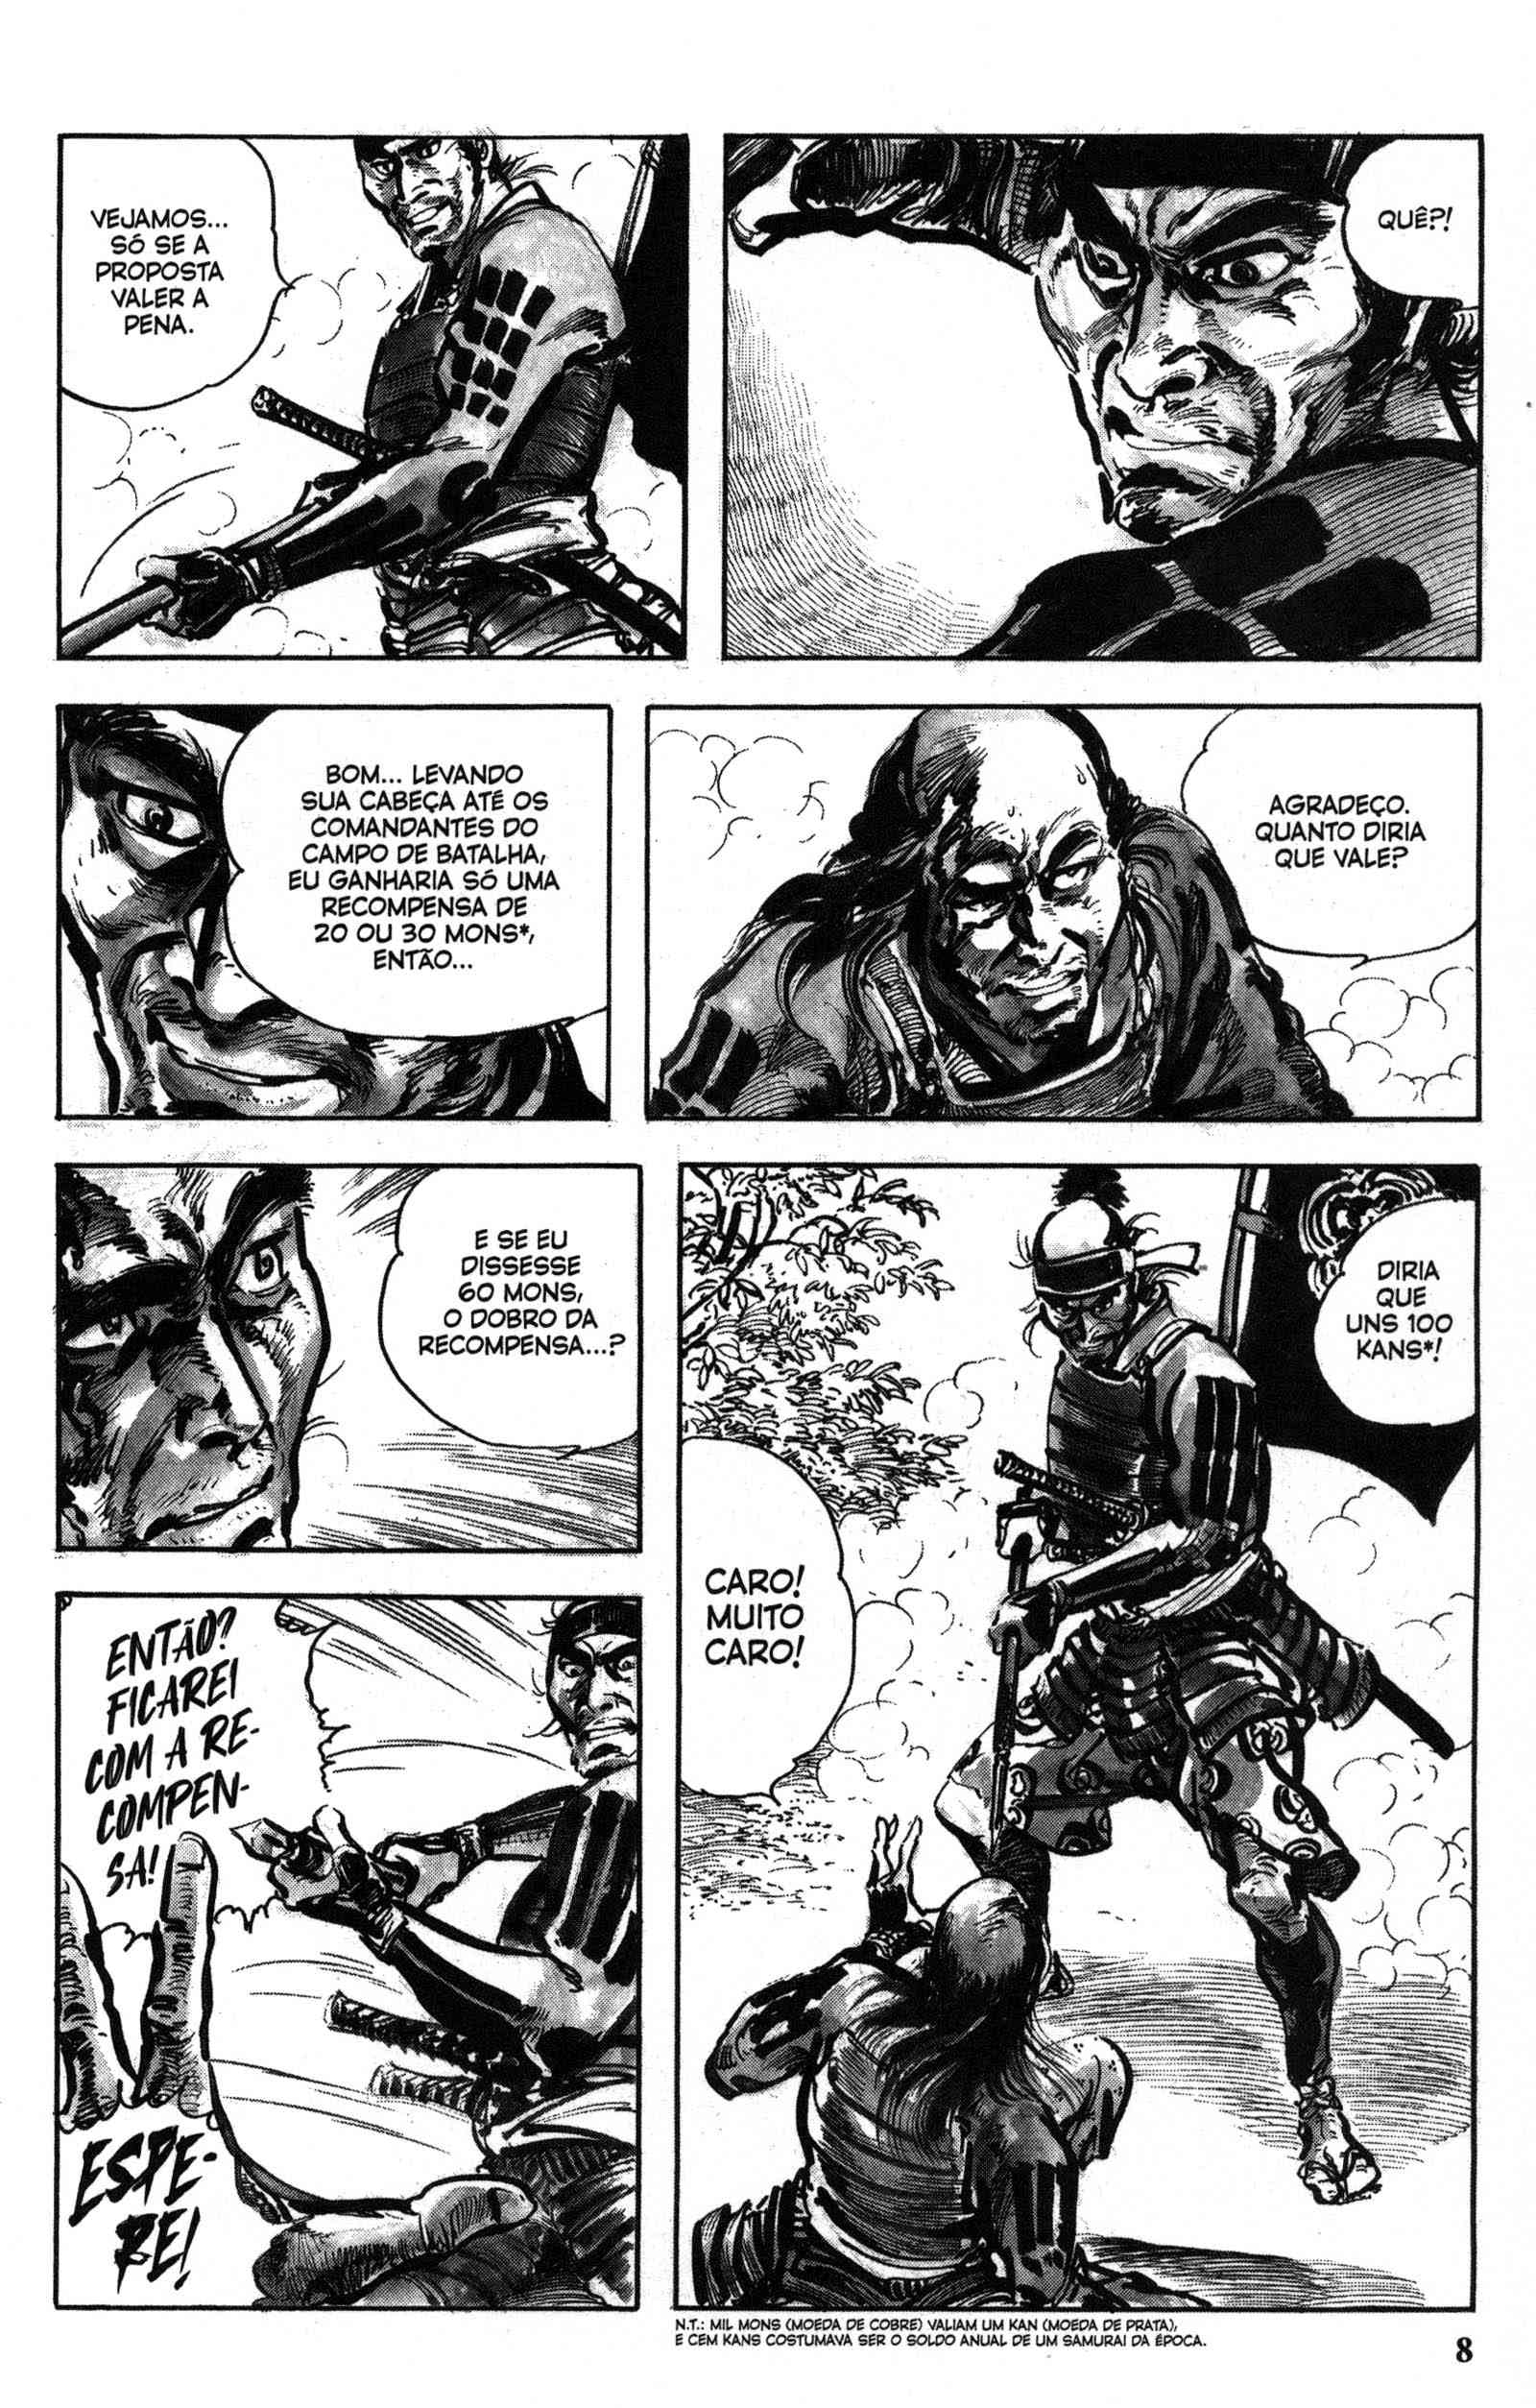 QUÊ?!
VEJAMOS...
SÓ SE A
PROPOSTA
VALER A
PENA.
AGRADEÇO.
QUANTO DIRIA
QUE VALE?
BOM... LEVANDO
SUA CABEÇA ATÉ OS
COMANDANTES DO
CAMPO DE BATALHA,
EU GANHARIA SÓ UMA
RECOMPENSA DE
20 OU 30 MONS*,
ENTÃO...
DIRIA
QUE
UNS 100
KANS*!
CARO!
MUITO
CARO!
E SE EU
DISSESSE
60 MONS,
O DOBRO DA
RECOMPENSA...?
ENTÃO?
FICAREI
COM A RE-
COMPEN-
SA!
ESPE-
RE!
N.T.: MIL MONS (MOEDA DE COBRE) VALIAM UM KAN (MOEDA DE PRATA),
E CEM KANS COSTUMAVA SER O SOLDO ANUAL DE UM SAMURAI DA ÉPOCA.
8